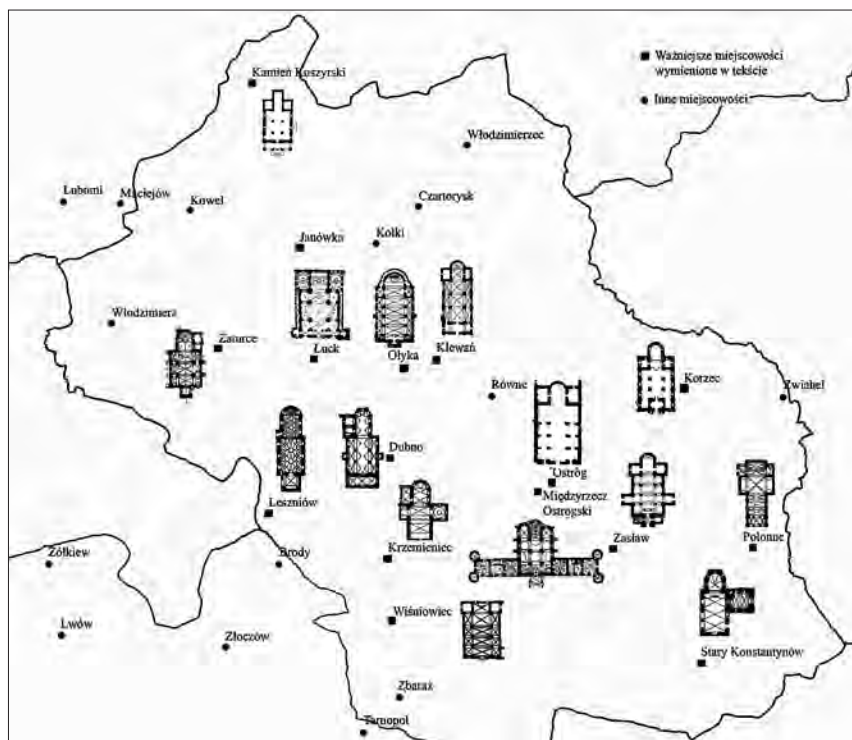 Ważniejsze miejscowości
wymienione w tekście
Inne miejscowości
Kamień Koszyrski
Włodzimierzec
Luboml
Maciejów
Kowel
Czartorysk
Janówka
Kołki
Włodzimierz
Zaturce
Łuck
Ołyka
Klewań
Równe
Korzec
Zwiahel
Dubno
Ostróg
Międzyrzecz
Ostrogski
Leszniów
Krzemieniec
Zasław
Połonne
Żółkiew
Brody
Lwów
Złoczów
Wiśniowiec
Stary Konstantynów
Zbaraż
Tarnopol